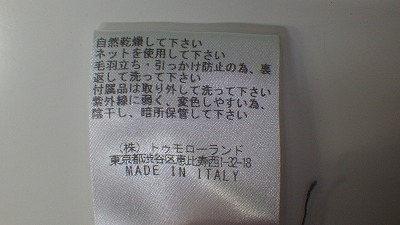 自然乾燥して下さい
ネットを使用して下さい
毛羽立ち・引っかけ防止の為、裏
返して洗って下さい
付属品は取り外して洗って下さい
紫外線に弱く、変色しやすい為、
陰干し、暗所保管して下さい
(株) トゥモローランド
東京都渋谷区恵比寿西1-32-18
MADE IN ITALY